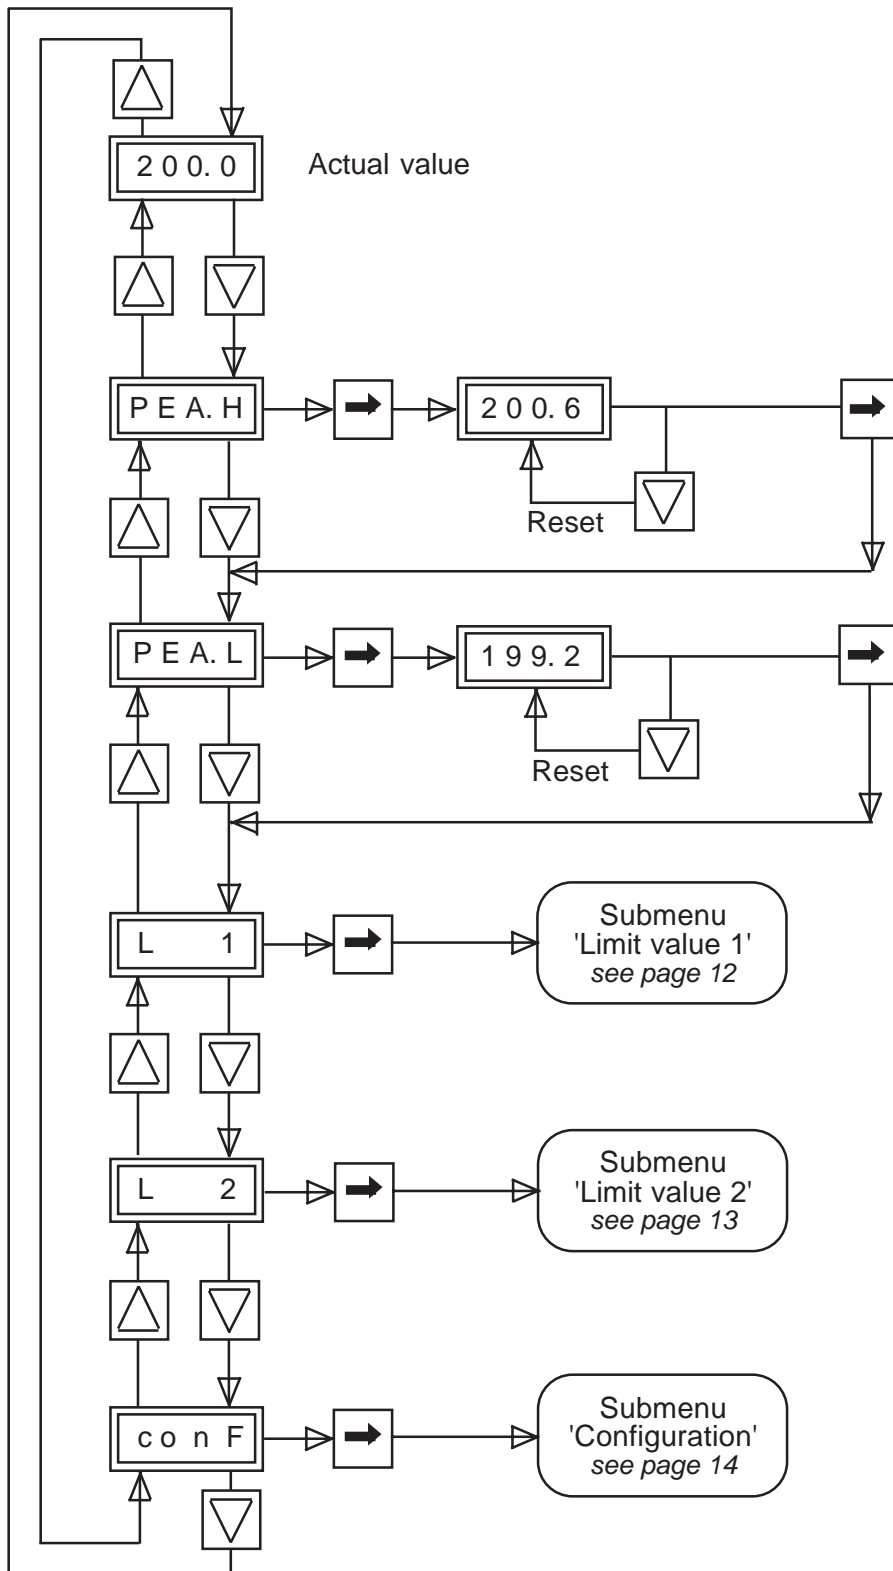 200.0 Actual value
PEA.H 200.6
Reset
PEA.L 199.2
Reset
L 1
Submenu
'Limit value 1'
see page 12
L 2
Submenu
'Limit value 2'
see page 13
conF
Submenu
'Configuration'
see page 14